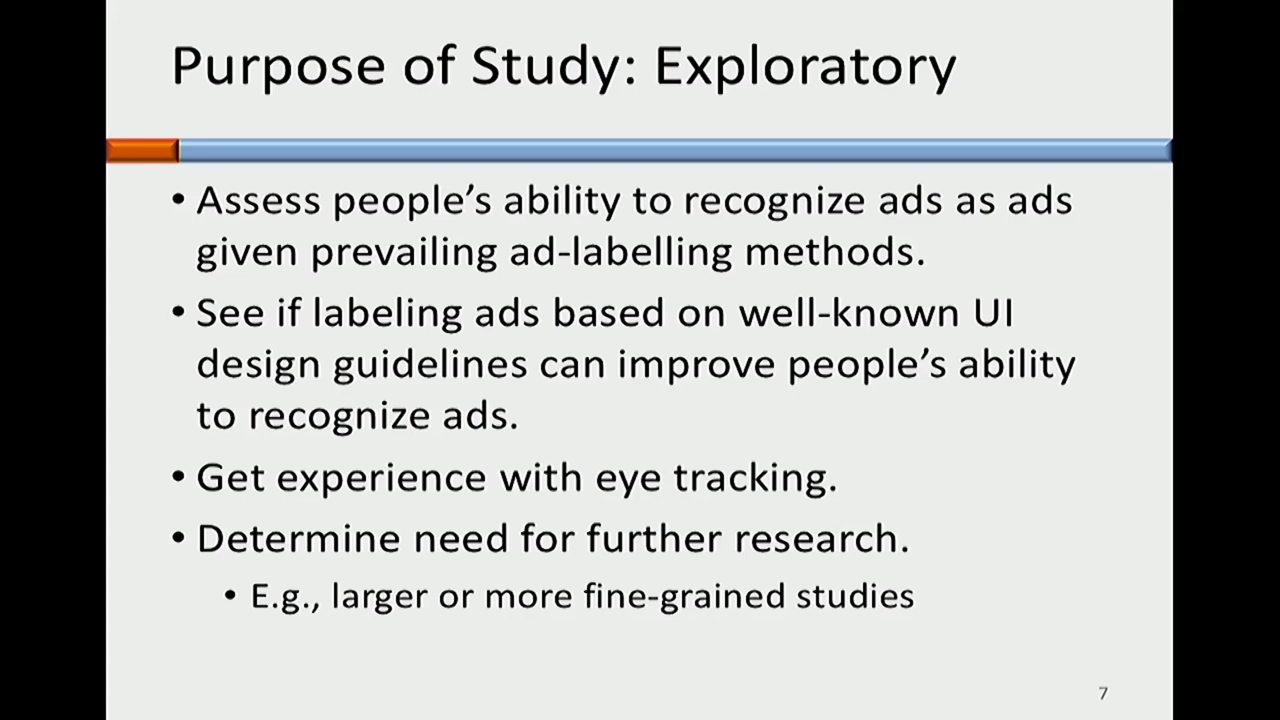 Purpose of Study: Exploratory
• Assess people’s ability to recognize ads as ads
given prevailing ad-labelling methods.
• See if labeling ads based on well-known UI
design guidelines can improve people’s ability
to recognize ads.
• Get experience with eye tracking.
• Determine need for further research.
• E.g., larger or more fine-grained studies
7